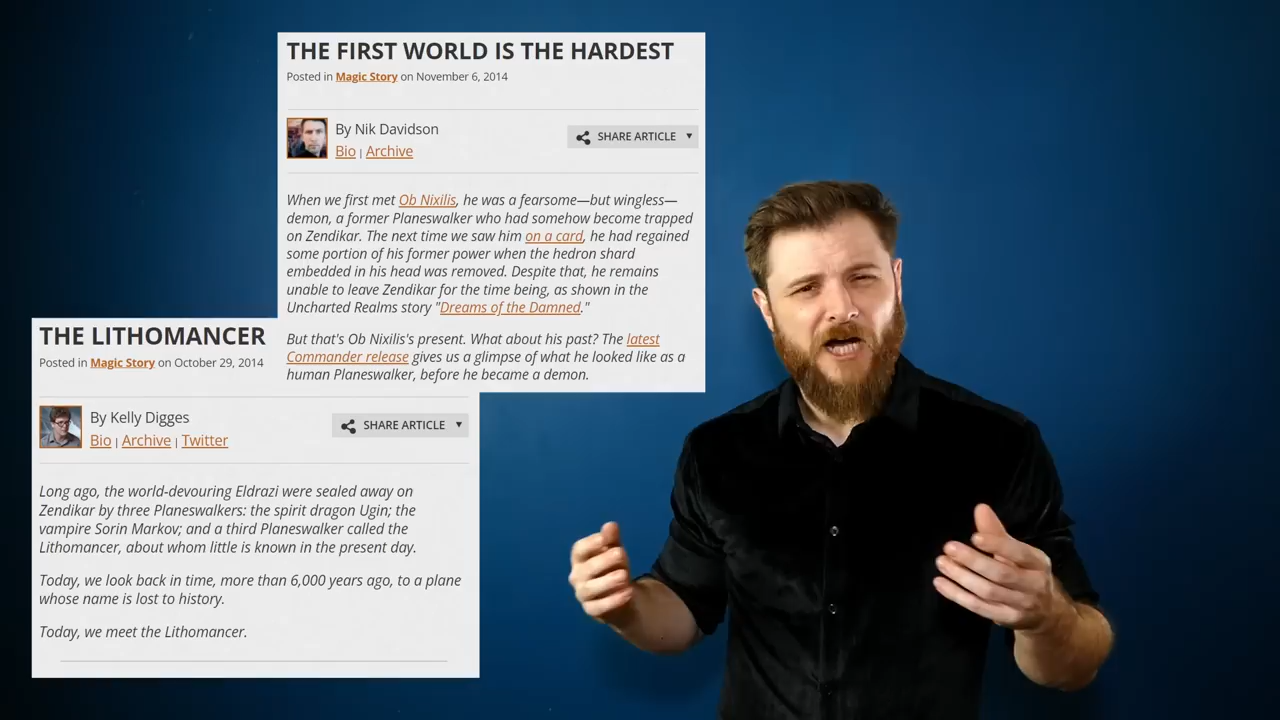 THE FIRST WORLD IS THE HARDEST
Posted in Magic Story on November 6, 2014
By Nik Davidson
Bio | Archive
SHARE ARTICLE
When we first met Ob Nixilis, he was a fearsome—but wingless—
demon, a former Planeswalker who had somehow become trapped
on Zendikar. The next time we saw him on a card, he had regained
some portion of his former power when the hedron shard
embedded in his head was removed. Despite that, he remains
unable to leave Zendikar for the time being, as shown in the
Uncharted Realms story "Dreams of the Damned."
But that's Ob Nixilis's present. What about his past? The latest
Commander release gives us a glimpse of what he looked like as a
human Planeswalker, before he became a demon.
THE LITHOMANCER
Posted in Magic Story on October 29, 2014
By Kelly Digges
Bio | Archive | Twitter
SHARE ARTICLE
Long ago, the world-devouring Eldrazi were sealed away on
Zendikar by three Planeswalkers: the spirit dragon Ugin; the
vampire Sorin Markov; and a third Planeswalker called the
Lithomancer, about whom little is known in the present day.
Today, we look back in time, more than 6,000 years ago, to a plane
whose name is lost to history.
Today, we meet the Lithomancer.